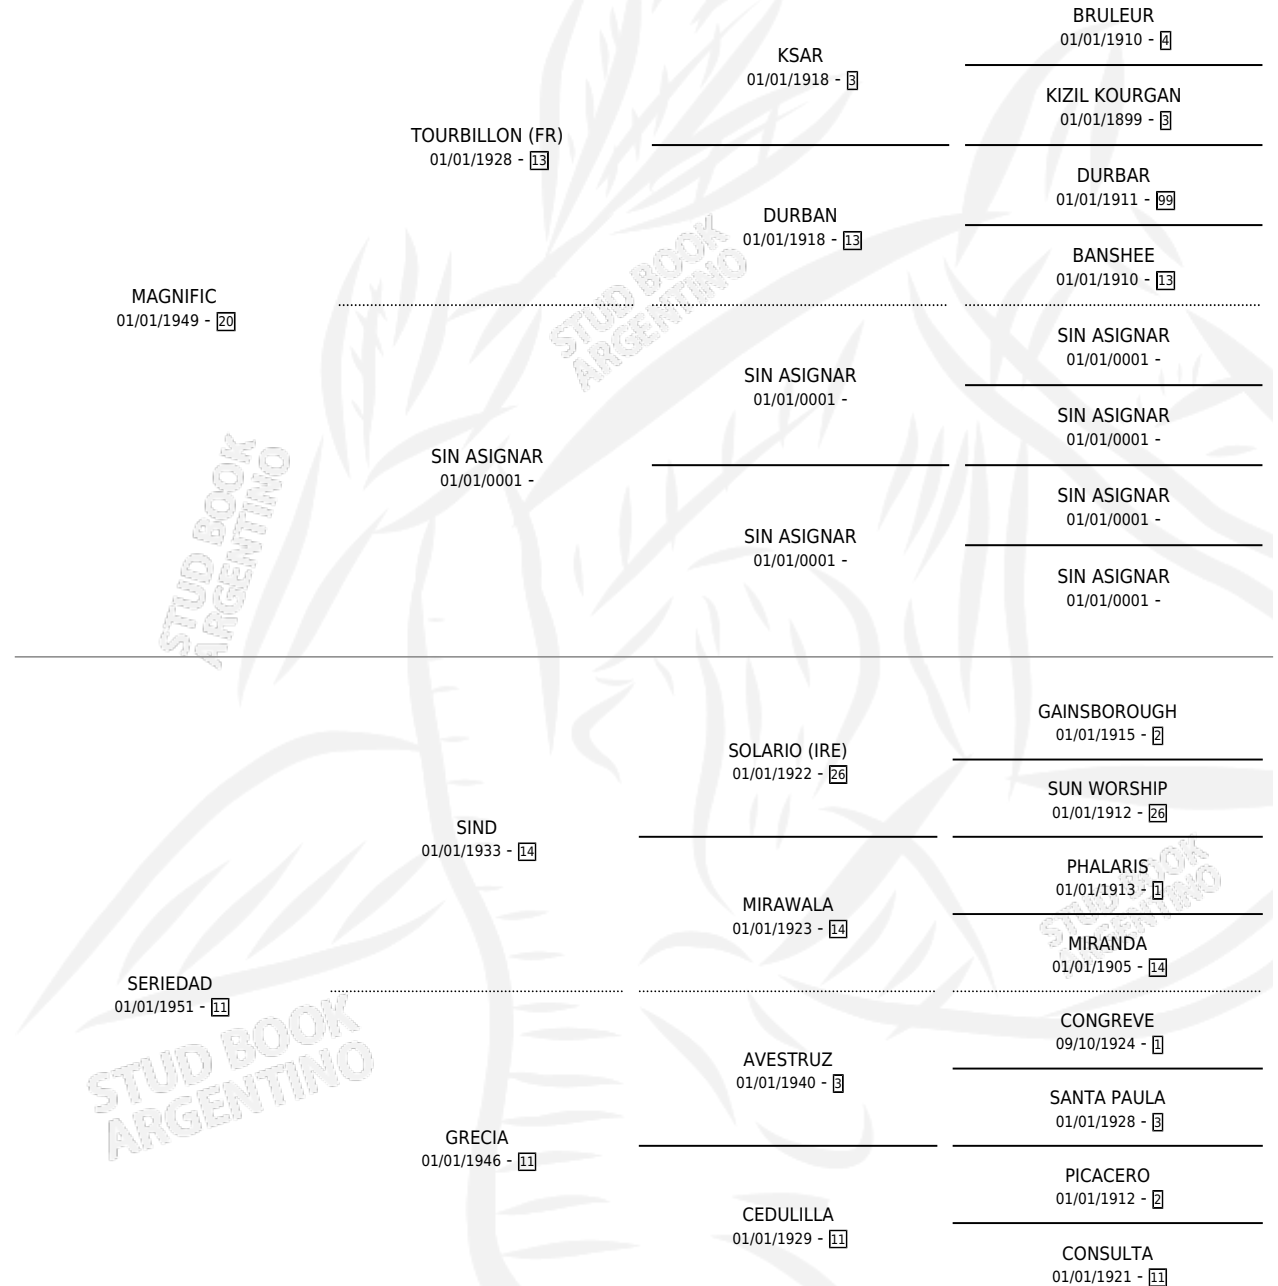 BRULEUR
01/01/1910 - 4
KSAR
01/01/1918 - 3
KIZIL KOURGAN
01/01/1899 - 3
TOURBILLON (FR)
01/01/1928 - 13
DURBAR
01/01/1911 - 99
DURBAN
01/01/1918 - 13
BANSHEE
01/01/1910 - 13
MAGNIFIC
01/01/1949 - 20
STUD BOOK
ARGENTINO
SIN ASIGNAR
01/01/0001 -
SIN ASIGNAR
01/01/0001 -
SIN ASIGNAR
01/01/0001 -
SIN ASIGNAR
01/01/0001 -
SIN ASIGNAR
01/01/0001 -
SIN ASIGNAR
01/01/0001 -
SIN ASIGNAR
01/01/0001 -
STUD BOOK
ARGENTINO
GAINSBOROUGH
01/01/1915 - 2
SOLARIO (IRE)
01/01/1922 - 26
SUN WORSHIP
01/01/1912 - 26
SIND
01/01/1933 - 14
PHALARIS
01/01/1913 - 1
MIRAWALA
01/01/1923 - 14
STUD BOOK
ARGENTINO
MIRANDA
01/01/1905 - 14
SERIEDAD
01/01/1951 - 11
CONGREVE
09/10/1924 - 1
AVESTRUZ
01/01/1940 - 3
STUD BOOK
ARGENTINO
SANTA PAULA
01/01/1928 - 3
GRECIA
01/01/1946 - 11
PICACERO
01/01/1912 - 2
CEDULILLA
01/01/1929 - 11
CONSULTA
01/01/1921 - 11